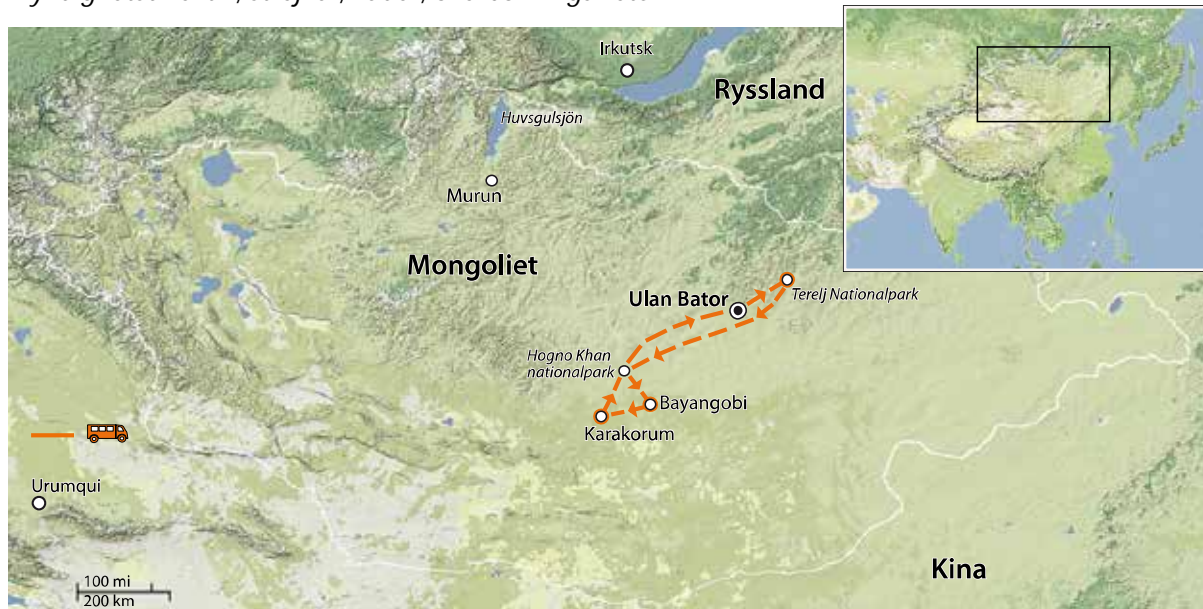 Irkutsk
Ryssland
Huvsgulsjön
Murun
Mongoliet
Ulan Bator
Terelj Nationalpark
Hogno Khan
nationalpark
Bayangobi
Karakorum
Urumqui
Kina
100 mi
200 km